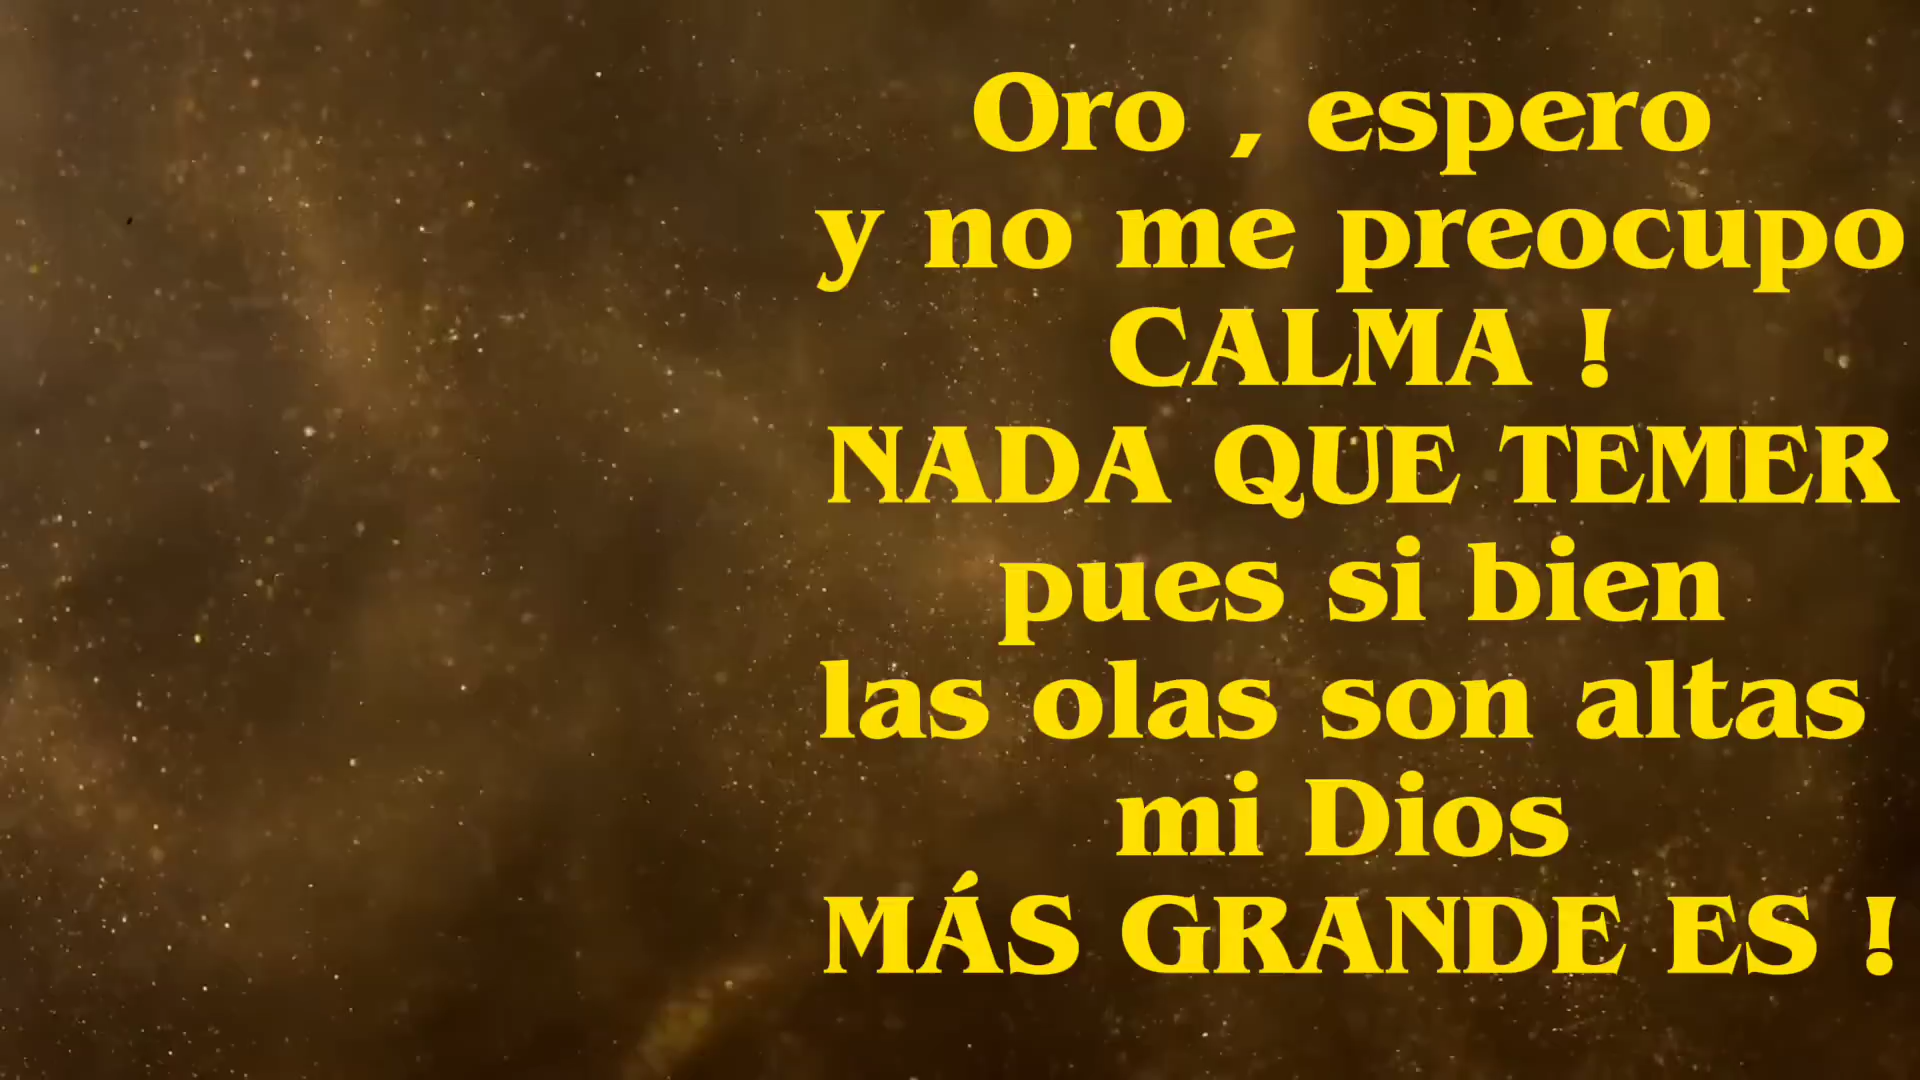 Oro , espero
y no me preocupo
CALMA !
NADA QUE TEMER
pues si bien
las olas son altas
mi Dios
MÁS GRANDE ES !